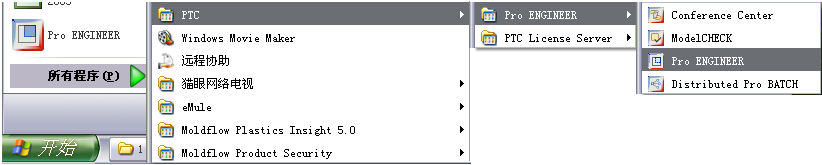 Pro ENGINEER
所有程序(P)
开始
1
PTC
Windows Movie Maker
远程协助
猫眼网络电视
eMule
Moldflow Plastics Insight 5.0
Moldflow Product Security
Pro ENGINEER
PTC License Server
Conference Center
ModelCHECK
Pro ENGINEER
Distributed Pro BATCH